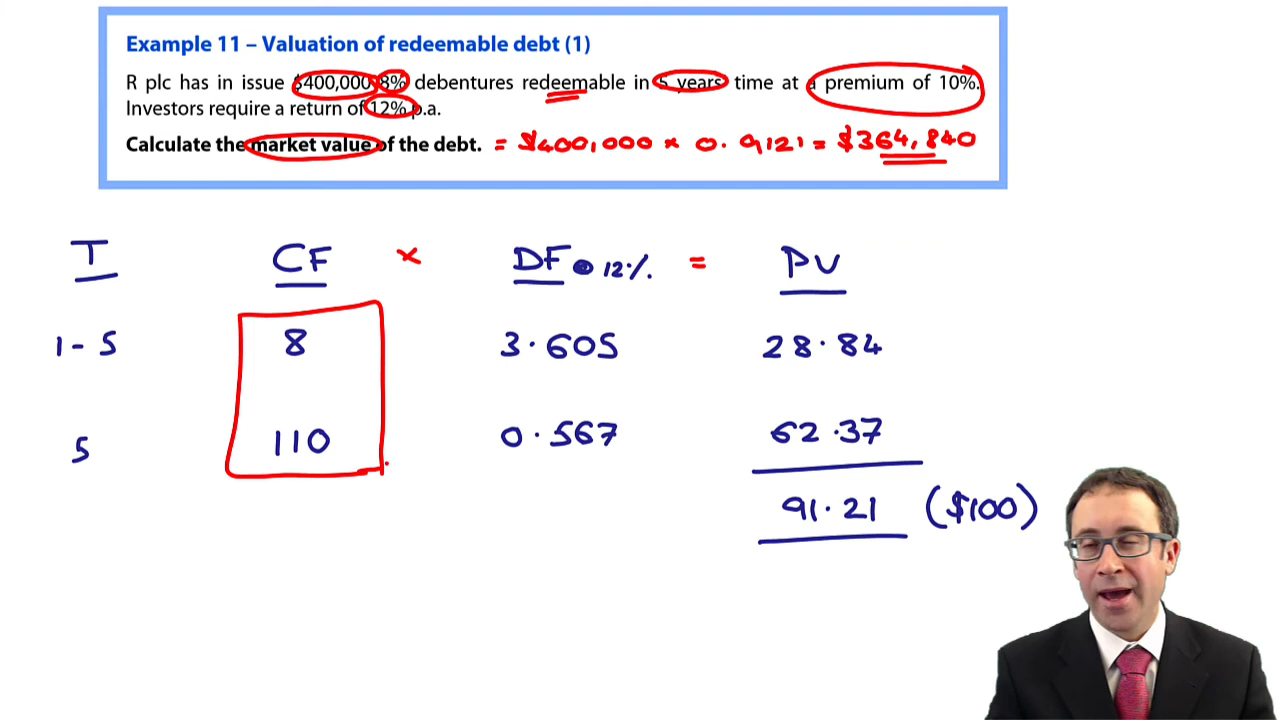 Example 11 – Valuation of redeemable debt (1)
R plc has in issue $400,000 8% debentures redeemable in 5 years time at a premium of 10%.
Investors require a return of 12% p.a.
Calculate the market value of the debt. = $400,000 × 0.9121 = $364,840
T CF × DF@12% = PV
1-5 8 3.605 28.84
5 110 0.567 62.37
91.21 ($100)